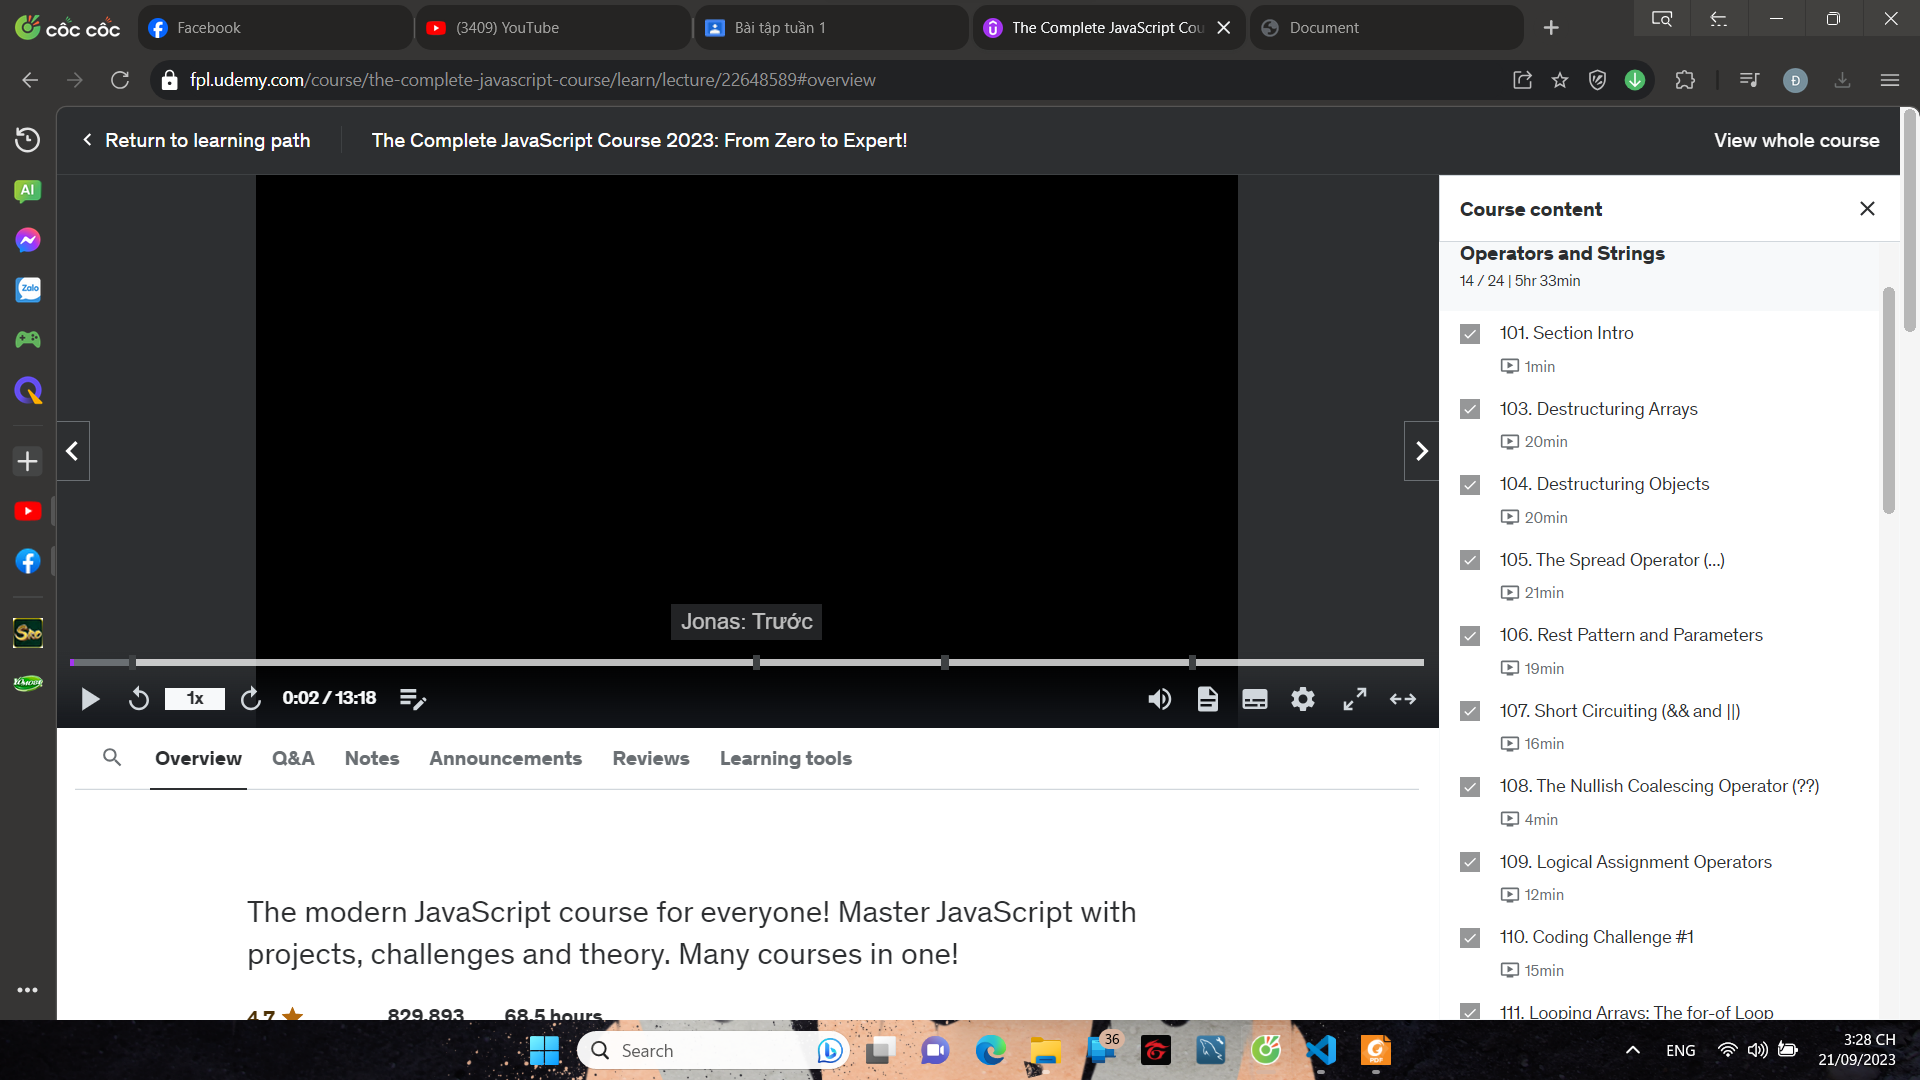 cốc cốc
Facebook
(3409) YouTube
Bài tập tuần 1
The Complete JavaScript Cou
Document
fpl.udemy.com/course/the-complete-javascript-course/learn/lecture/22648589#overview
Đ
Return to learning path
The Complete JavaScript Course 2023: From Zero to Expert!
View whole course
AI
Zalo
SRO
Course content
Operators and Strings
14 / 24 | 5hr 33min
101. Section Intro
1min
103. Destructuring Arrays
20min
104. Destructuring Objects
20min
105. The Spread Operator (...)
21min
106. Rest Pattern and Parameters
19min
107. Short Circuiting (&& and ||)
16min
108. The Nullish Coalescing Operator (??)
4min
109. Logical Assignment Operators
12min
110. Coding Challenge #1
15min
111. Looping Arrays: The for-of Loop
Jonas: Trước
1x
0:02 / 13:18
Overview
Q&A
Notes
Announcements
Reviews
Learning tools
The modern JavaScript course for everyone! Master JavaScript with
projects, challenges and theory. Many courses in one!
4.7
829,893
68.5 hours
Search
36
PDF
ENG
3:28 CH
21/09/2023